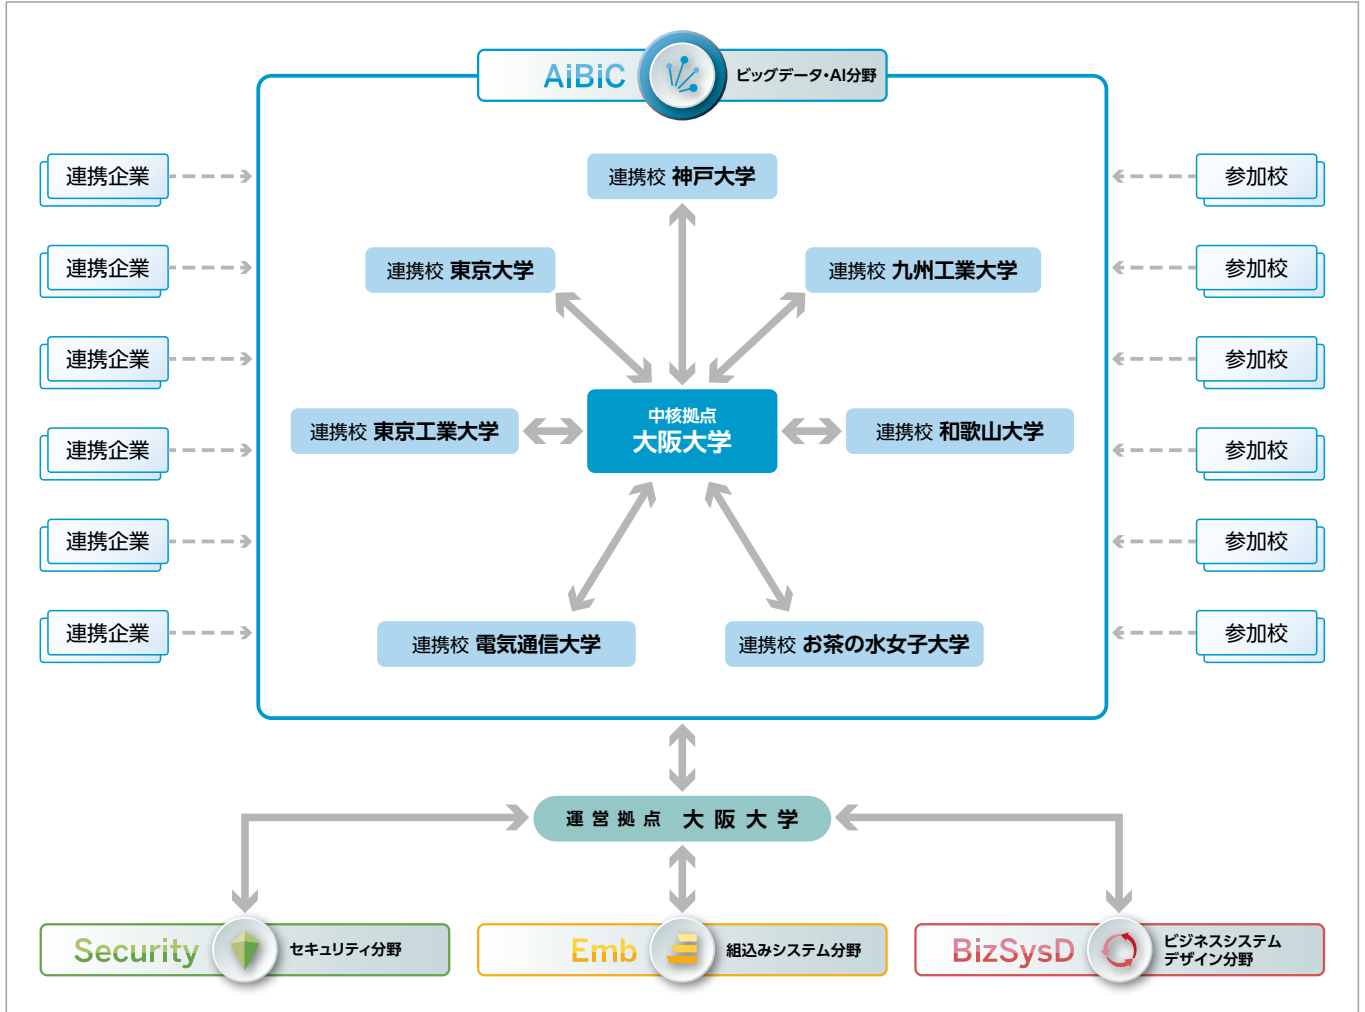 AiBiC ビッグデータ・AI分野
連携企業
連携校 神戸大学
参加校
連携企業
連携校 東京大学
連携校 九州工業大学
参加校
連携企業
参加校
中核拠点
大阪大学
連携校 東京工業大学
連携校 和歌山大学
連携企業
参加校
連携企業
参加校
連携企業
連携校 電気通信大学
連携校 お茶の水女子大学
参加校
運営拠点 大阪大学
Security セキュリティ分野
Emb 組込みシステム分野
BizSysD ビジネスシステム
デザイン分野